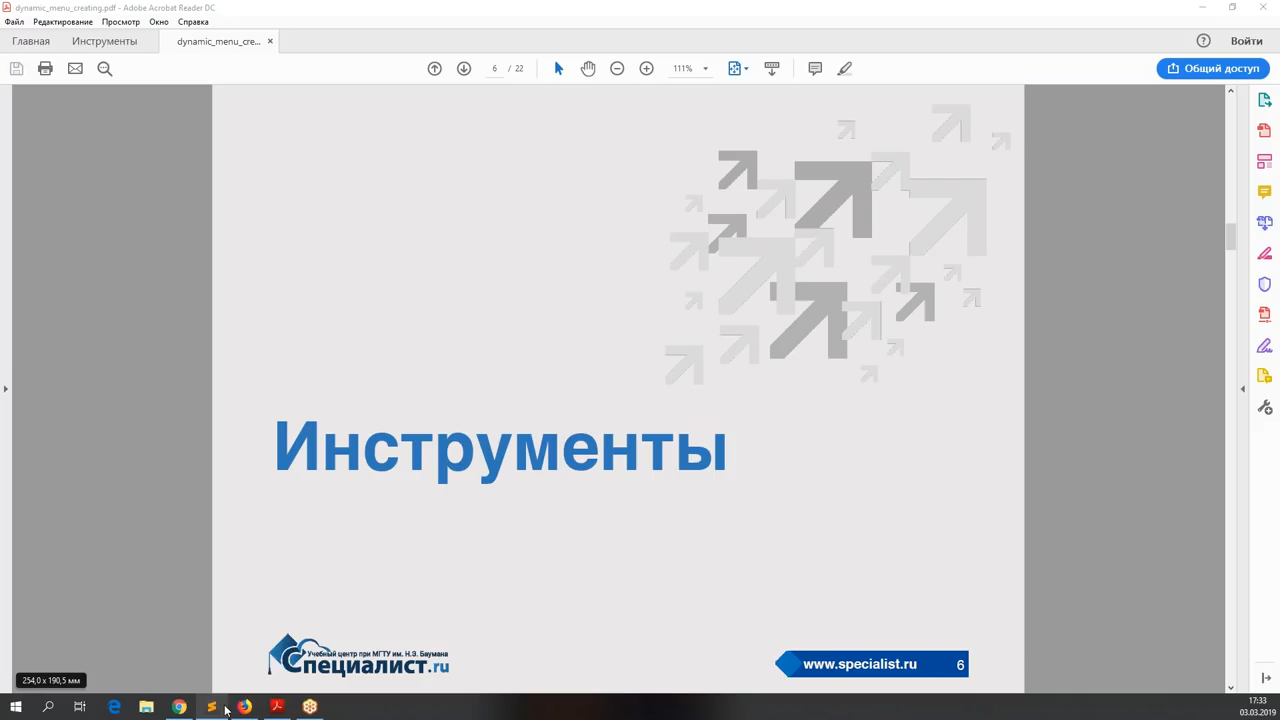 dynamic_menu_creating.pdf - Adobe Acrobat Reader DC
Файл Редактирование Просмотр Окно Справка
Главная Инструменты dynamic_menu_cre... × Войти
6 / 22 111% Общий доступ
Инструменты
Учебный центр при МГТУ им. Н.Э. Баумана
Специалист.ru
www.specialist.ru 6
254,0 x 190,5 мм
17:33
03.03.2019